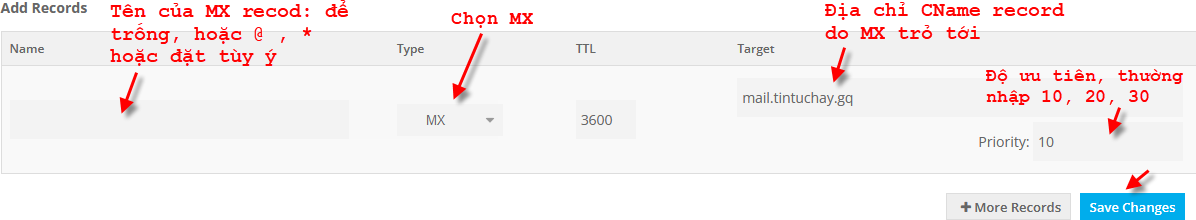 Add Records
Tên của MX recod: để
trống, hoặc @ , *
hoặc đặt tùy ý
Chọn MX
Địa chỉ CName record
do MX trỏ tới
Name
Type
TTL
Target
Độ ưu tiên, thường
nhập 10, 20, 30
mail.tintuchay.gq
MX
3600
Priority: 10
+ More Records
Save Changes